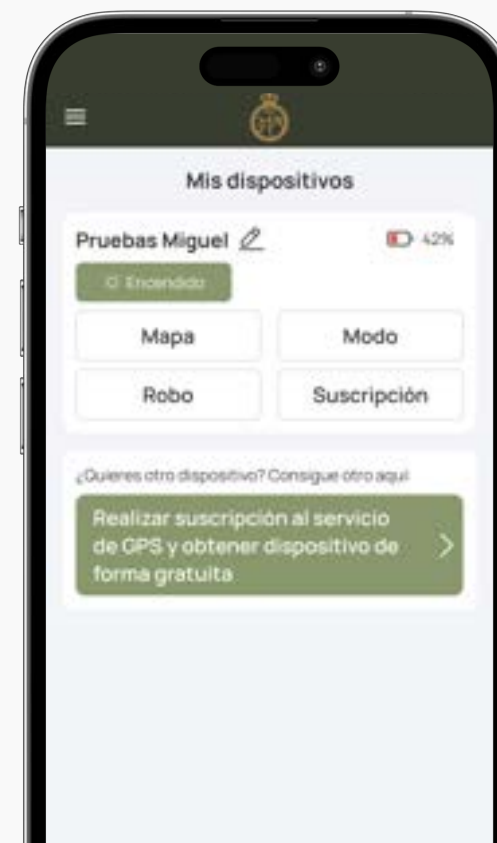 Mis dispositivos
Pruebas Miguel
42%
Encendido
Mapa
Modo
Robo
Suscripción
¿Quieres otro dispositivo? Consigue otro aquí
Realizar suscripción al servicio
de GPS y obtener dispositivo de
forma gratuita